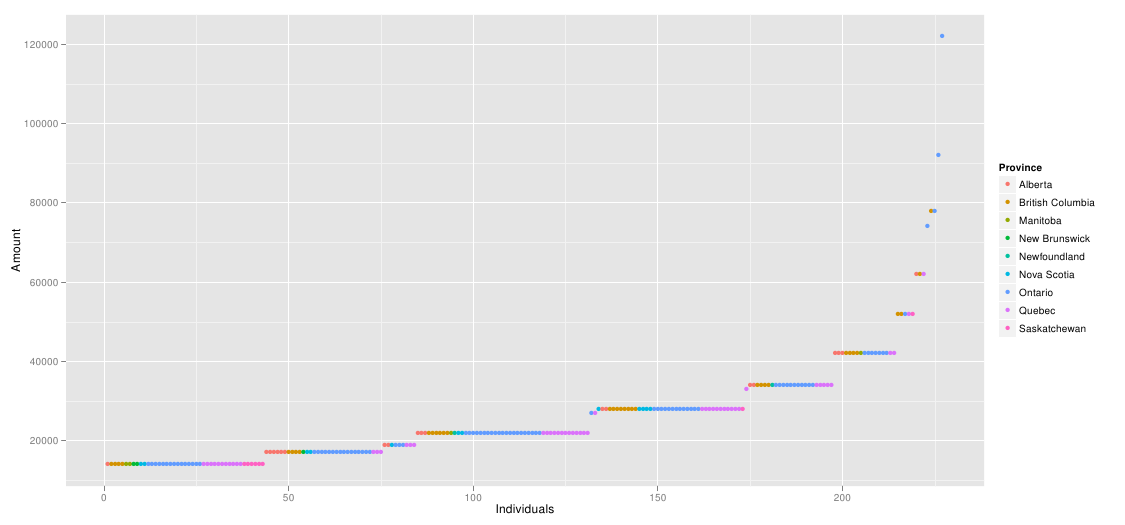 120000
100000
80000
60000
40000
20000
Amount
0 50 100 150 200
Individuals
Province
Alberta
British Columbia
Manitoba
New Brunswick
Newfoundland
Nova Scotia
Ontario
Quebec
Saskatchewan